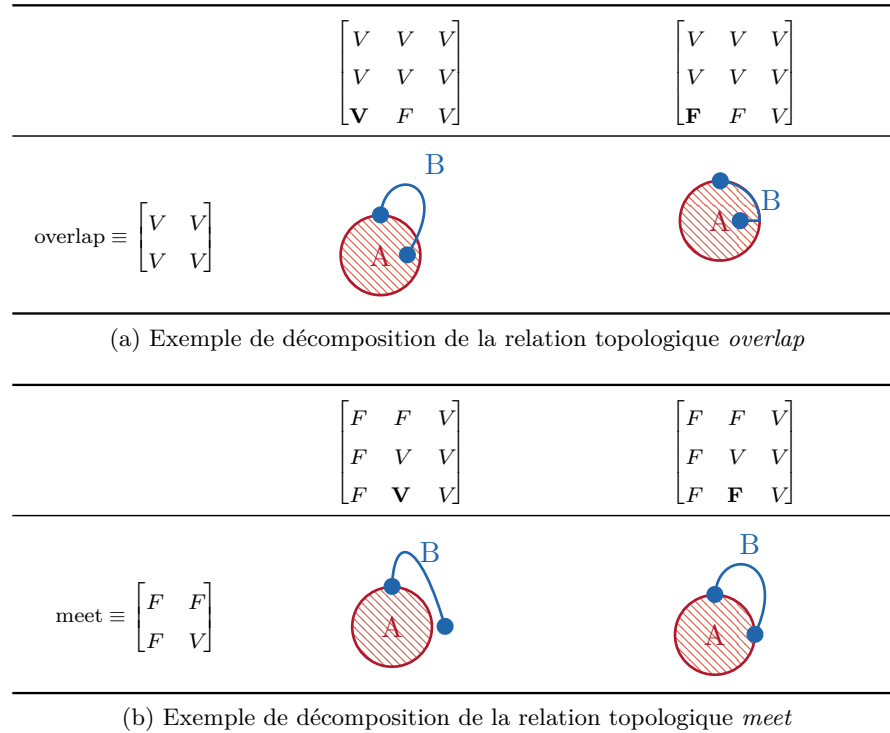 V V V V V V
V V V V V V
V F V F F V
B
B
overlap ≡ V V
V V
A A
(a) Exemple de décomposition de la relation topologique overlap
F F V F F V
F V V F V V
F V V F F V
B B
meet ≡ F F
F V
A A
(b) Exemple de décomposition de la relation topologique meet